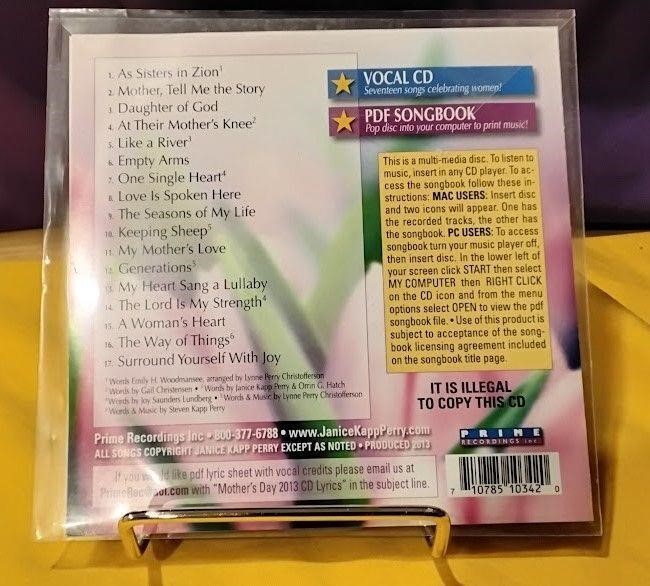 1. As Sisters in Zion¹
2. Mother, Tell Me the Story
3. Daughter of God
4. At Their Mother's Knee²
5. Like a River³
6. Empty Arms
7. One Single Heart⁴
8. Love Is Spoken Here
9. The Seasons of My Life
10. Keeping Sheep⁵
11. My Mother's Love
12. Generations⁵
13. My Heart Sang a Lullaby
14. The Lord Is My Strength⁴
15. A Woman's Heart
16. The Way of Things⁶
17. Surround Yourself With Joy
¹ Words Emily H. Woodmansee, arranged by Lynne Perry Christofferson
² Words by Gail Christensen • ³ Words by Janice Kapp Perry & Orrin G. Hatch
⁴ Words by Joy Saunders Lundberg • ⁵ Words & Music by Lynne Perry Christofferson
⁶ Words & Music by Steven Kapp Perry
VOCAL CD
Seventeen songs celebrating women!
PDF SONGBOOK
Pop disc into your computer to print music!
This is a multi-media disc. To listen to
music, insert in any CD player. To ac-
cess the songbook follow these in-
structions: MAC USERS: Insert disc
and two icons will appear. One has
the recorded tracks, the other has
the songbook. PC USERS: To access
songbook turn your music player off,
then insert disc. In the lower left of
your screen click START then select
MY COMPUTER then RIGHT CLICK
on the CD icon and from the menu
options select OPEN to view the pdf
songbook file. • Use of this product is
subject to acceptance of the song-
book licensing agreement included
on the songbook title page.
IT IS ILLEGAL
TO COPY THIS CD
Prime Recordings Inc • 800-377-6788 • www.JaniceKappPerry.com
ALL SONGS COPYRIGHT JANICE KAPP PERRY EXCEPT AS NOTED • PRODUCED 2013
If you would like pdf lyric sheet with vocal credits please email us at
with "Mother's Day 2013 CD Lyrics" in the subject line.
PRIME
RECORDINGS inc
7 10785 10342 0